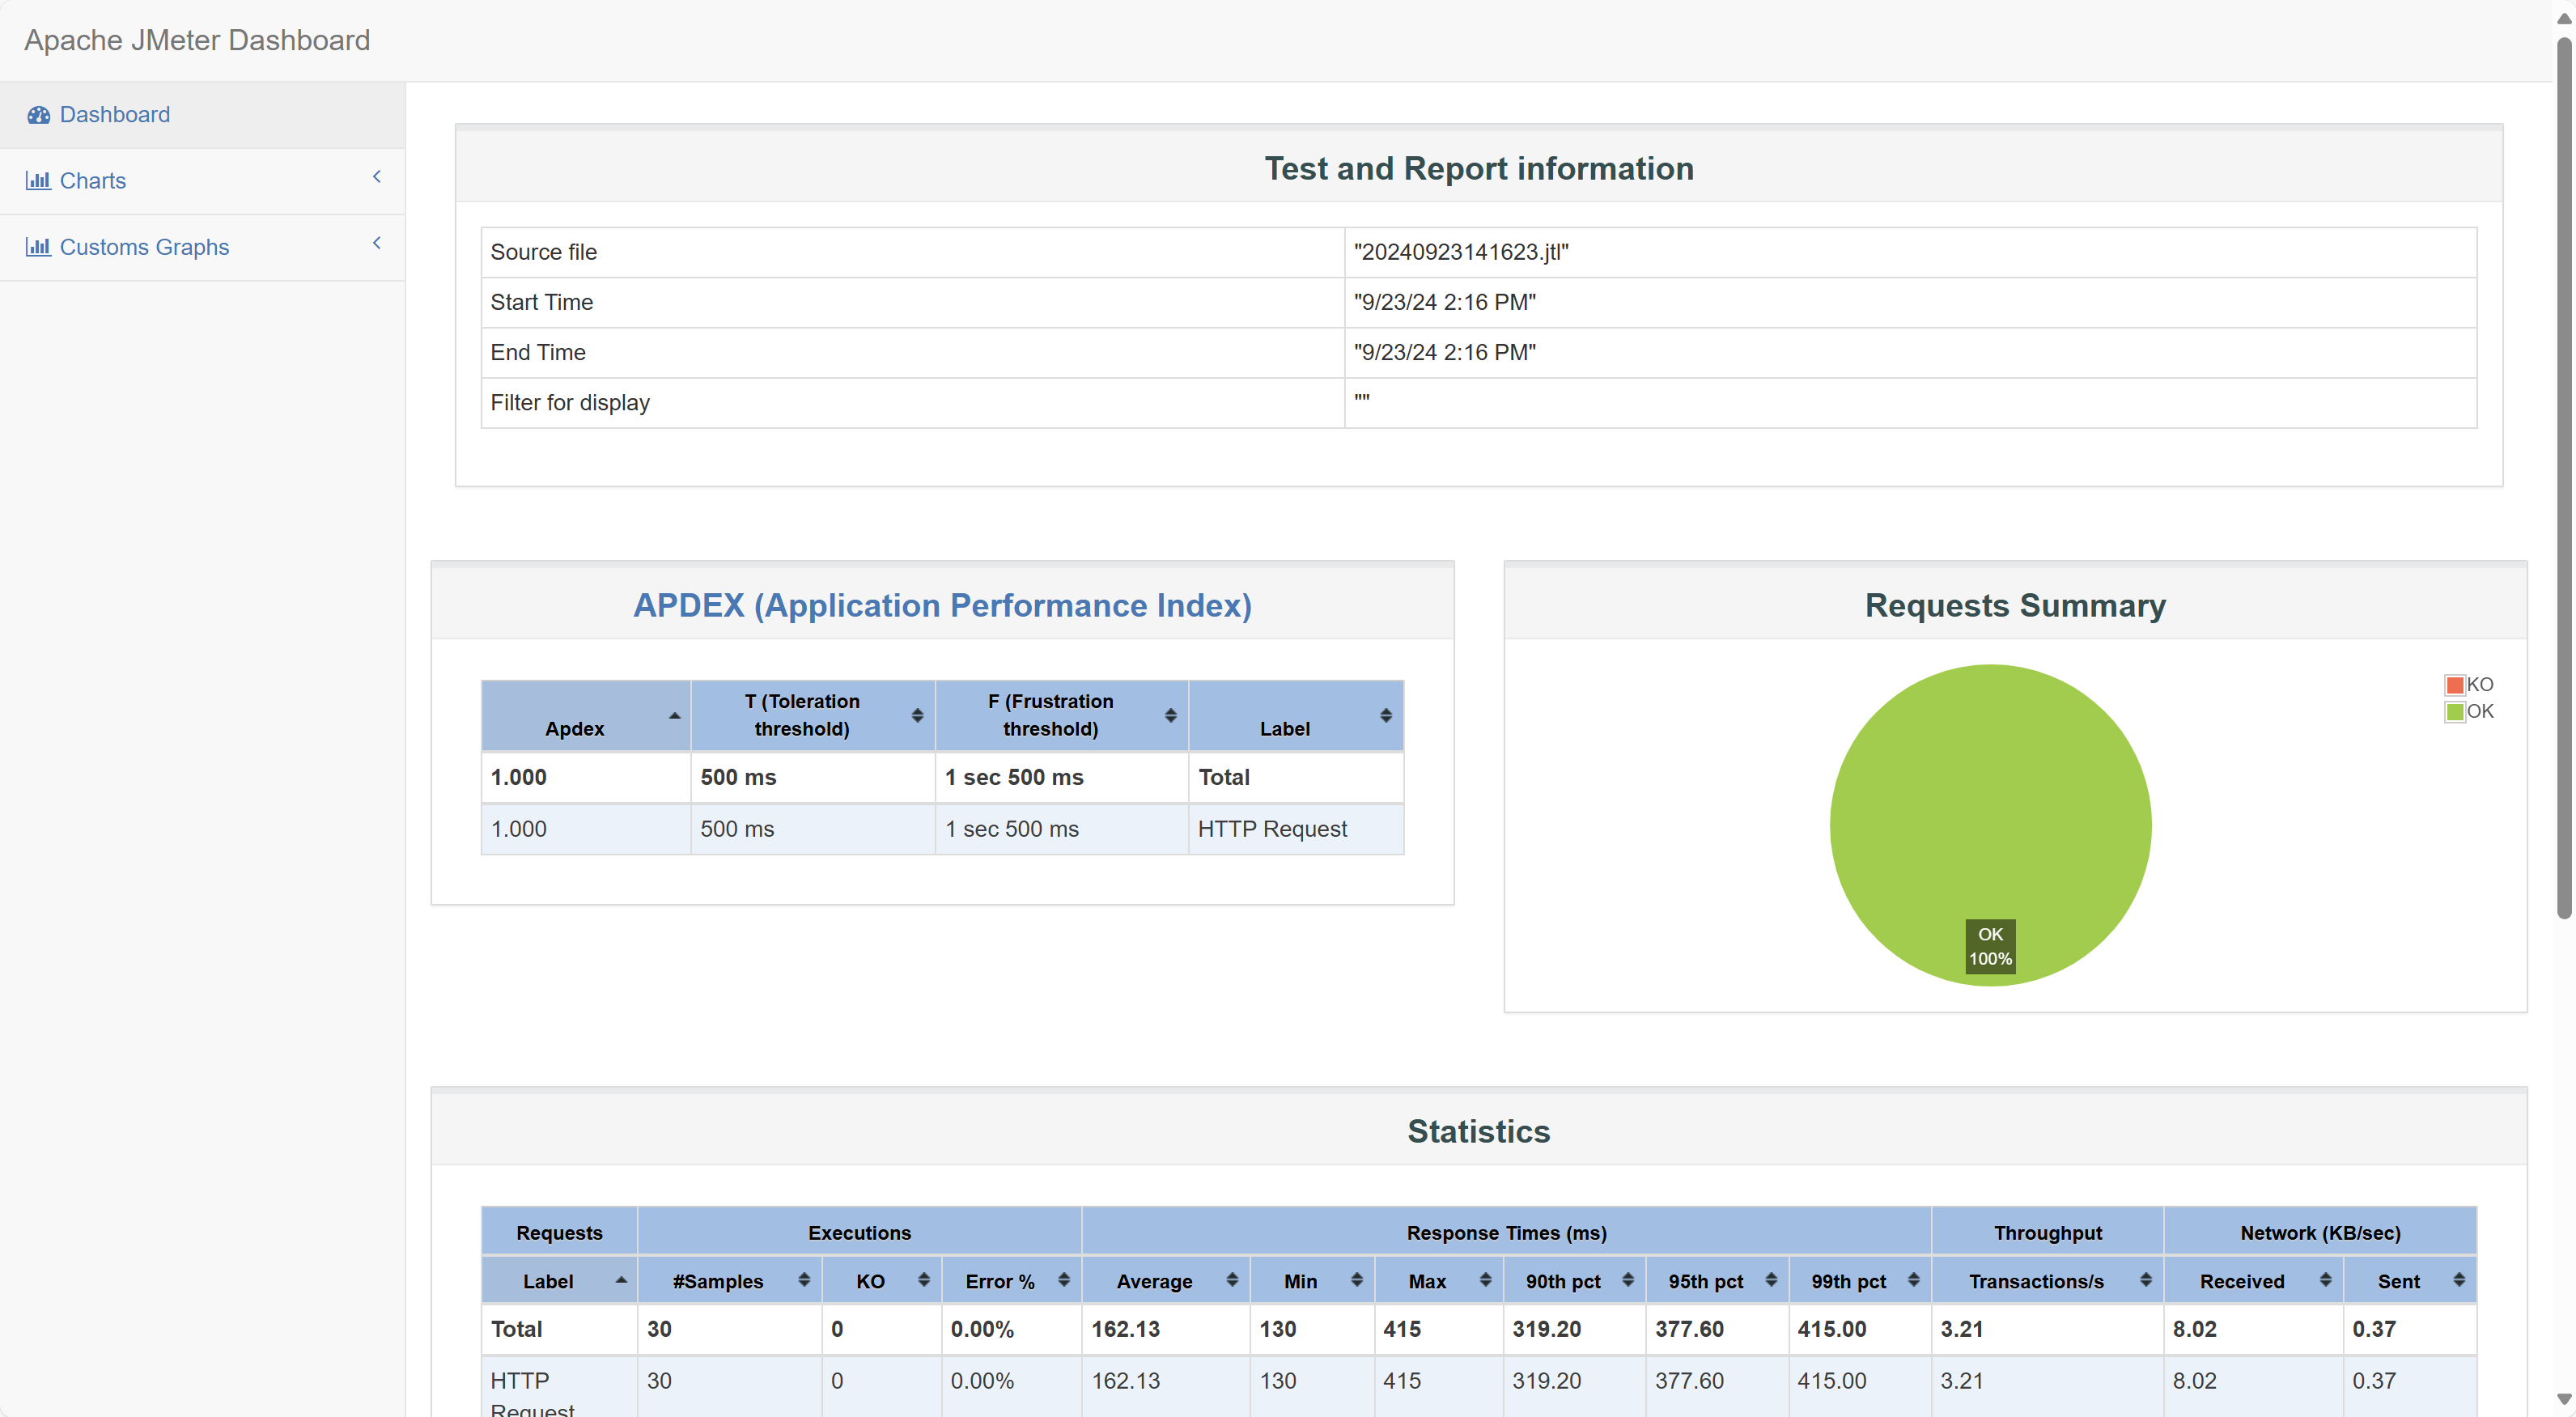 Apache JMeter Dashboard
Dashboard
Charts
Customs Graphs
Test and Report information
Source file "20240923141623.jtl"
Start Time "9/23/24 2:16 PM"
End Time "9/23/24 2:16 PM"
Filter for display ""
APDEX (Application Performance Index)
Apdex T (Toleration threshold) F (Frustration threshold) Label
1.000 500 ms 1 sec 500 ms Total
1.000 500 ms 1 sec 500 ms HTTP Request
Requests Summary
KO
OK
OK
100%
Statistics
Requests Executions Response Times (ms) Throughput Network (KB/sec)
Label #Samples KO Error % Average Min Max 90th pct 95th pct 99th pct Transactions/s Received Sent
Total 30 0 0.00% 162.13 130 415 319.20 377.60 415.00 3.21 8.02 0.37
HTTP Request 30 0 0.00% 162.13 130 415 319.20 377.60 415.00 3.21 8.02 0.37